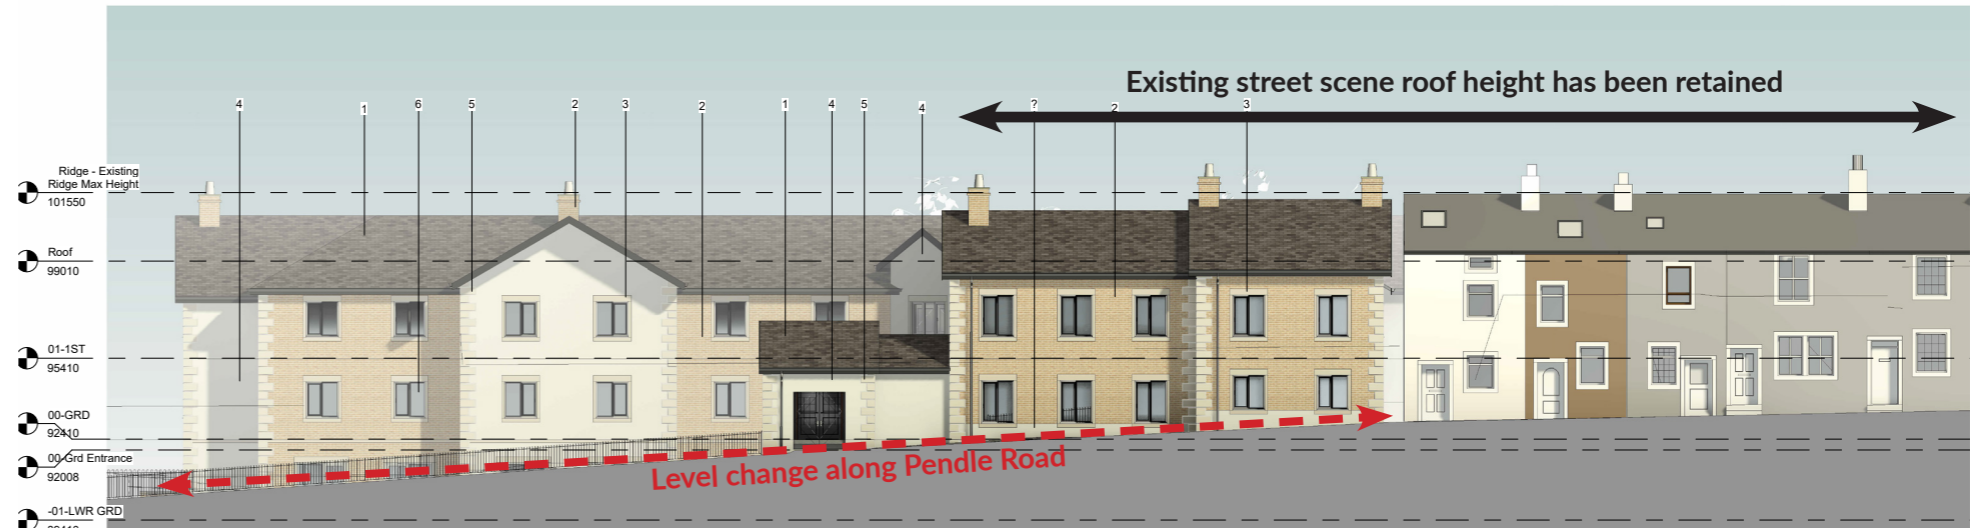 Existing street scene roof height has been retained
4 1 6 5 2 3 2 1 4 5 4 ? 2 3
Ridge - Existing
Ridge Max Height
101550
Roof
99010
01-1ST
95410
00-GRD
92410
00-Grd Entrance
92008
Level change along Pendle Road
-01-LWR GRD